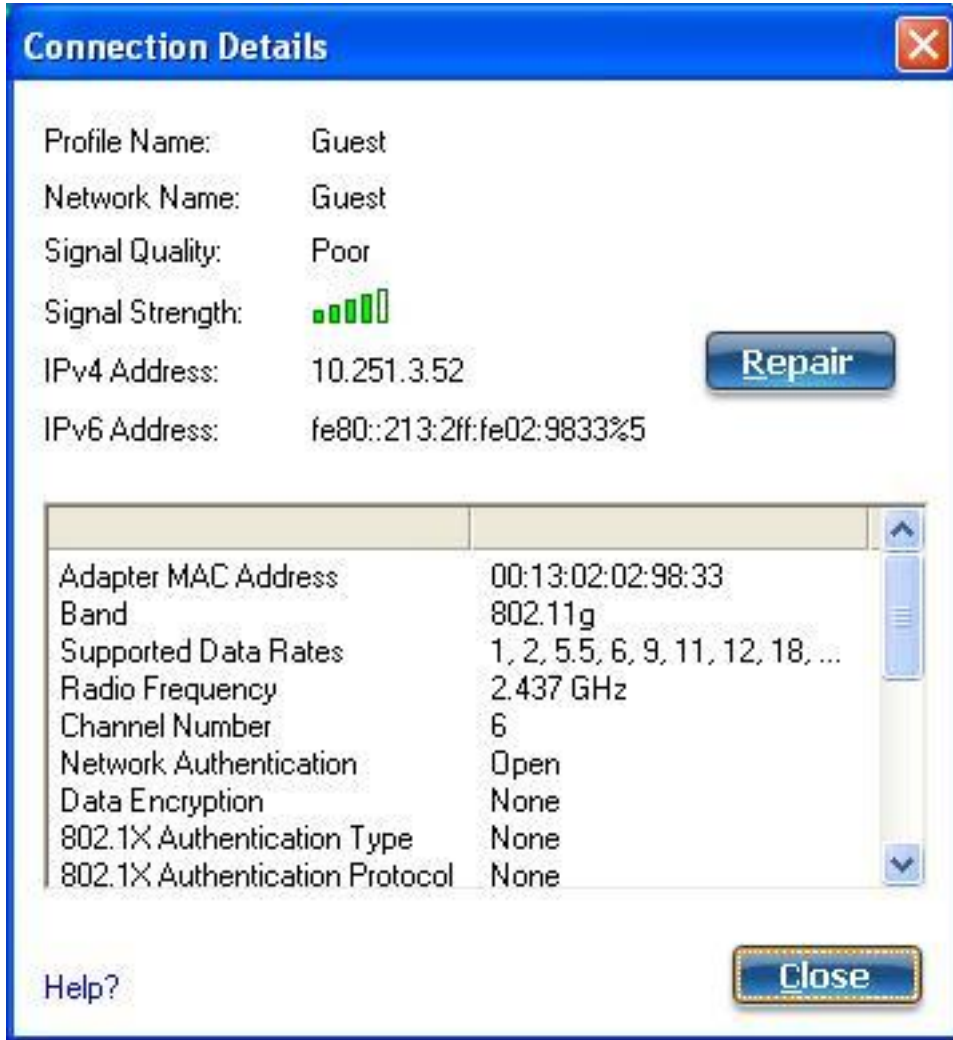 Connection Details
Profile Name: Guest
Network Name: Guest
Signal Quality: Poor
Signal Strength:
IPv4 Address: 10.251.3.52
Repair
IPv6 Address: fe80::213:2ff:fe02:9833%5
Adapter MAC Address 00:13:02:02:98:33
Band 802.11g
Supported Data Rates 1, 2, 5.5, 6, 9, 11, 12, 18, ...
Radio Frequency 2.437 GHz
Channel Number 6
Network Authentication Open
Data Encryption None
802.1X Authentication Type None
802.1X Authentication Protocol None
Help?
Close